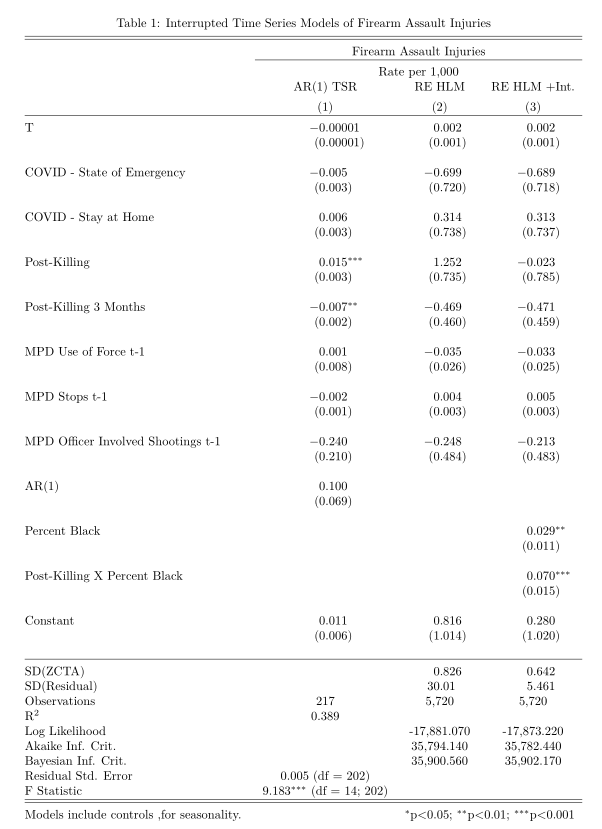 Table 1: Interrupted Time Series Models of Firearm Assault Injuries
Firearm Assault Injuries
Rate per 1,000
AR(1) TSR RE HLM RE HLM +Int.
(1) (2) (3)
T −0.00001 0.002 0.002
(0.00001) (0.001) (0.001)
COVID - State of Emergency −0.005 −0.699 −0.689
(0.003) (0.720) (0.718)
COVID - Stay at Home 0.006 0.314 0.313
(0.003) (0.738) (0.737)
Post-Killing 0.015*** 1.252 −0.023
(0.003) (0.735) (0.785)
Post-Killing 3 Months −0.007** −0.469 −0.471
(0.002) (0.460) (0.459)
MPD Use of Force t-1 0.001 −0.035 −0.033
(0.008) (0.026) (0.025)
MPD Stops t-1 −0.002 0.004 0.005
(0.001) (0.003) (0.003)
MPD Officer Involved Shootings t-1 −0.240 −0.248 −0.213
(0.210) (0.484) (0.483)
AR(1) 0.100
(0.069)
Percent Black 0.029**
(0.011)
Post-Killing X Percent Black 0.070***
(0.015)
Constant 0.011 0.816 0.280
(0.006) (1.014) (1.020)
SD(ZCTA) 0.826 0.642
SD(Residual) 30.01 5.461
Observations 217 5,720 5,720
R² 0.389
Log Likelihood -17,881.070 -17,873.220
Akaike Inf. Crit. 35,794.140 35,782.440
Bayesian Inf. Crit. 35,900.560 35,902.170
Residual Std. Error 0.005 (df = 202)
F Statistic 9.183*** (df = 14; 202)
Models include controls ,for seasonality. *p<0.05; **p<0.01; ***p<0.001